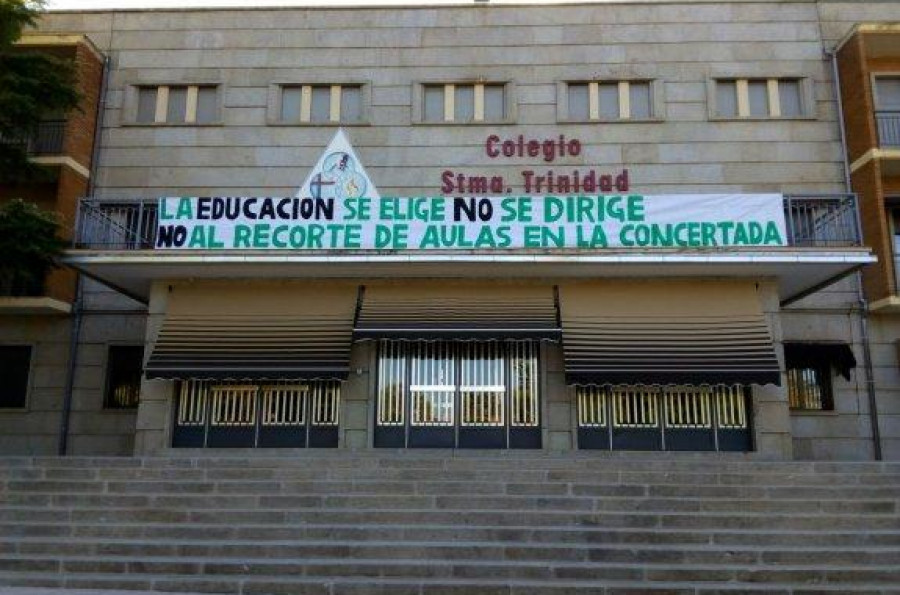 Colegio
Stma. Trinidad
LA EDUCACION SE ELIGE NO SE DIRIGE
NO AL RECORTE DE AULAS EN LA CONCERTADA